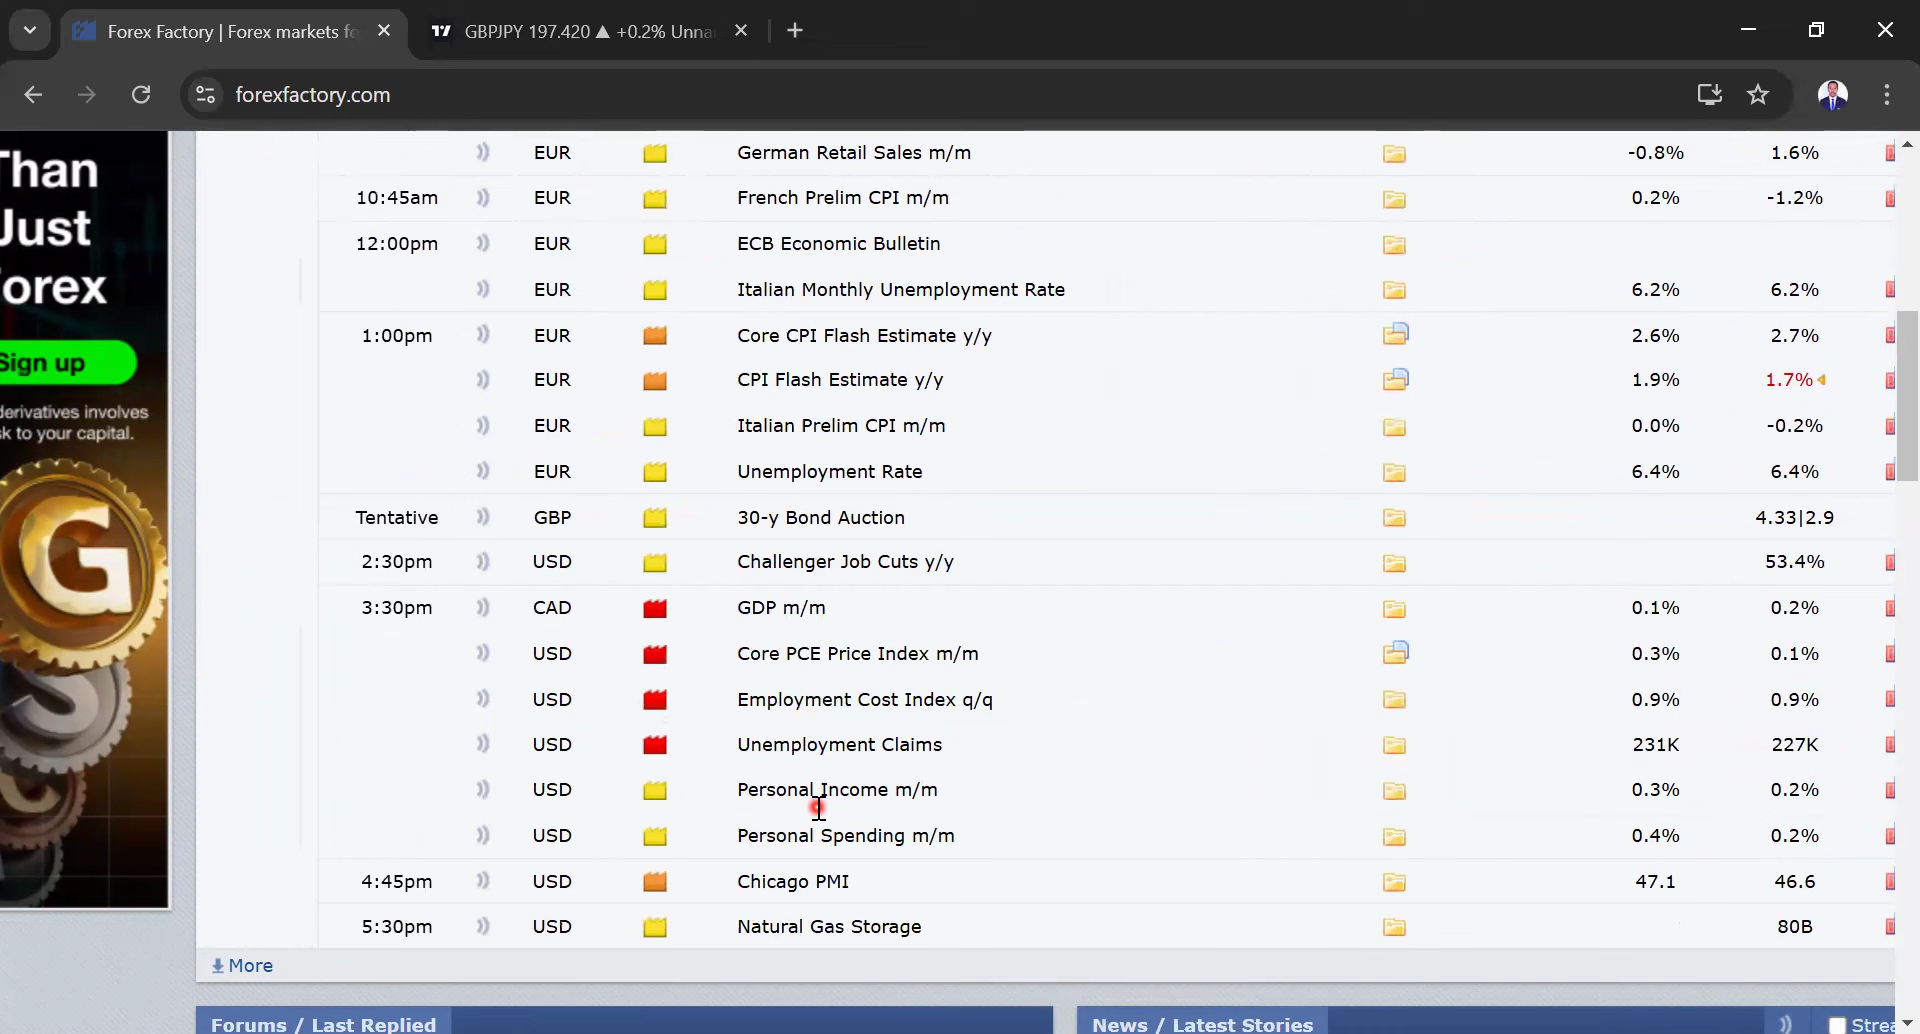 Forex Factory | Forex markets fo
GBPJPY 197.420 ▲ +0.2% Unna
forexfactory.com
Than
Just
Forex
Sign up
derivatives involves
sk to your capital.
EUR German Retail Sales m/m -0.8% 1.6%
10:45am EUR French Prelim CPI m/m 0.2% -1.2%
12:00pm EUR ECB Economic Bulletin
EUR Italian Monthly Unemployment Rate 6.2% 6.2%
1:00pm EUR Core CPI Flash Estimate y/y 2.6% 2.7%
EUR CPI Flash Estimate y/y 1.9% 1.7%
EUR Italian Prelim CPI m/m 0.0% -0.2%
EUR Unemployment Rate 6.4% 6.4%
Tentative GBP 30-y Bond Auction 4.33|2.9
2:30pm USD Challenger Job Cuts y/y 53.4%
3:30pm CAD GDP m/m 0.1% 0.2%
USD Core PCE Price Index m/m 0.3% 0.1%
USD Employment Cost Index q/q 0.9% 0.9%
USD Unemployment Claims 231K 227K
USD Personal Income m/m 0.3% 0.2%
USD Personal Spending m/m 0.4% 0.2%
4:45pm USD Chicago PMI 47.1 46.6
5:30pm USD Natural Gas Storage 80B
More
Forums / Last Replied
News / Latest Stories
Strea